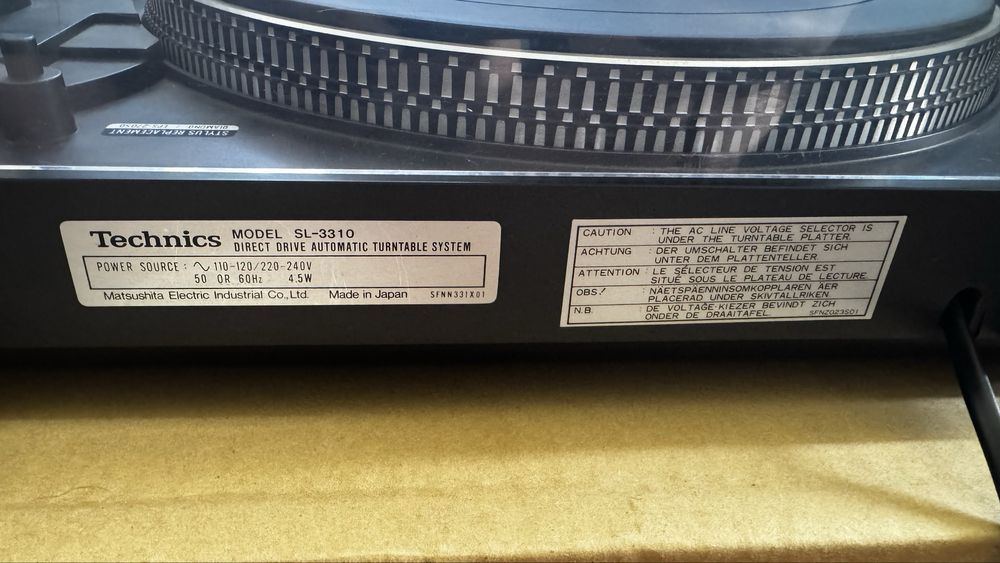 STYLUS REPLACEMENT
DIAMOND : EPS-270SD
Technics MODEL SL-3310
DIRECT DRIVE AUTOMATIC TURNTABLE SYSTEM
POWER SOURCE : ∿ 110-120/220-240V
50 OR 60Hz 4.5W
Matsushita Electric Industrial Co., Ltd. Made in Japan SFNN331X01
CAUTION : THE AC LINE VOLTAGE SELECTOR IS
UNDER THE TURNTABLE PLATTER.
ACHTUNG : DER UMSCHALTER BEFINDET SICH
UNTER DEM PLATTENTELLER.
ATTENTION : LE SÉLECTEUR DE TENSION EST
SITUÉ SOUS LE PLATEAU DE LECTURE.
OBS.! : NÄETSPAENNINSOMKOPPLAREN AER
PLACERAD UNDER SKIVTALLRIKEN.
N.B. : DE VOLTAGE-KIEZER BEVINDT ZICH
ONDER DE DRAAITAFEL. SFNZ023S01